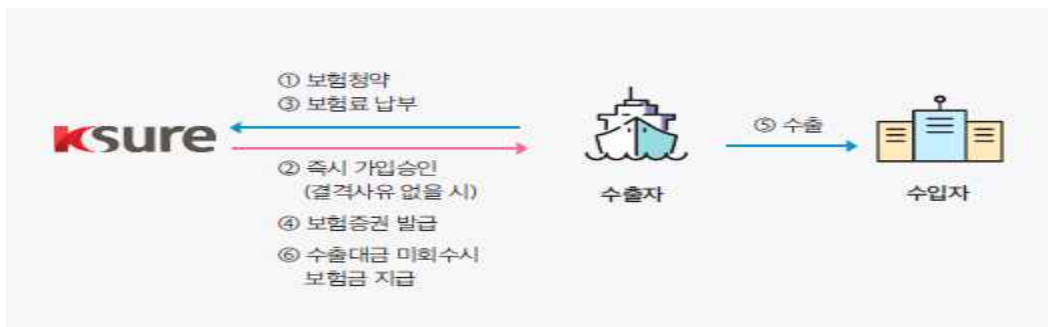 ① 보험청약
③ 보험료 납부
ksure
② 즉시 가입승인
(결격사유 없을 시)
④ 보험증권 발급
⑥ 수출대금 미회수시
보험금 지급
수출자
⑤ 수출
수입자